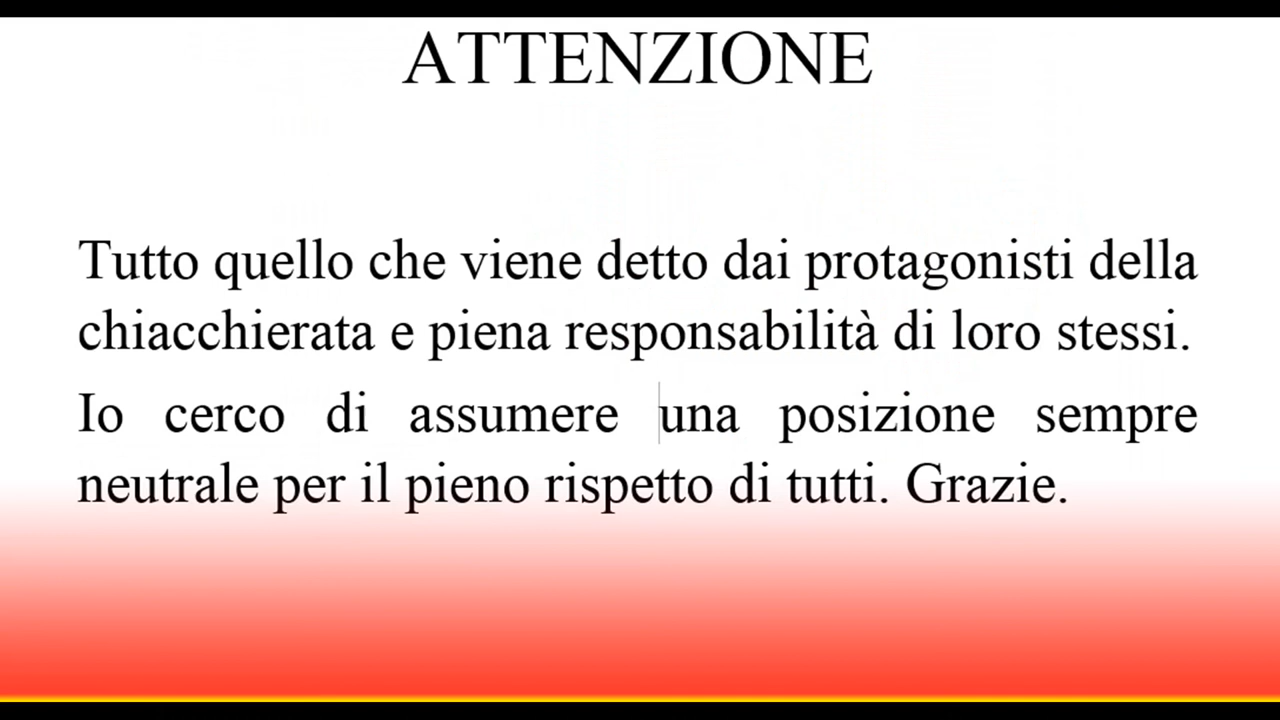 ATTENZIONE
Tutto quello che viene detto dai protagonisti della
chiacchierata e piena responsabilità di loro stessi.
Io cerco di assumere una posizione sempre
neutrale per il pieno rispetto di tutti. Grazie.